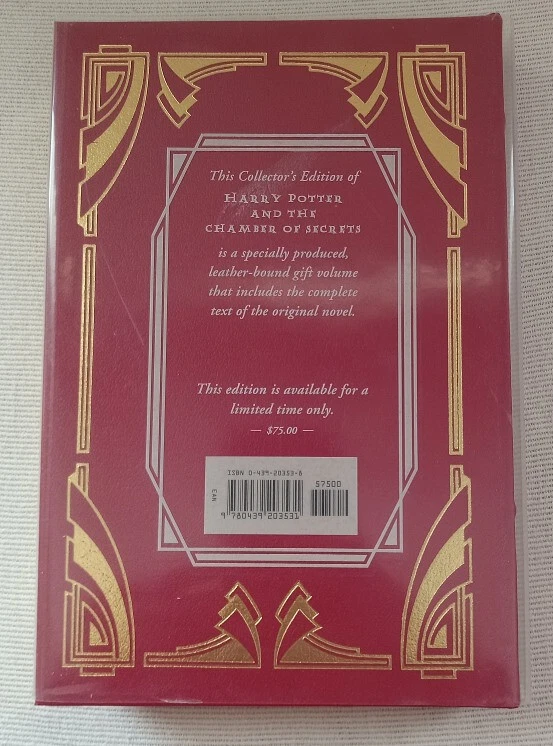 This Collector's Edition of
HARRY POTTER
AND THE
CHAMBER OF SECRETS
is a specially produced,
leather-bound gift volume
that includes the complete
text of the original novel.
This edition is available for a
limited time only.
— $75.00 —
ISBN 0-439-20353-8
57500
EAN
9 780439 203531